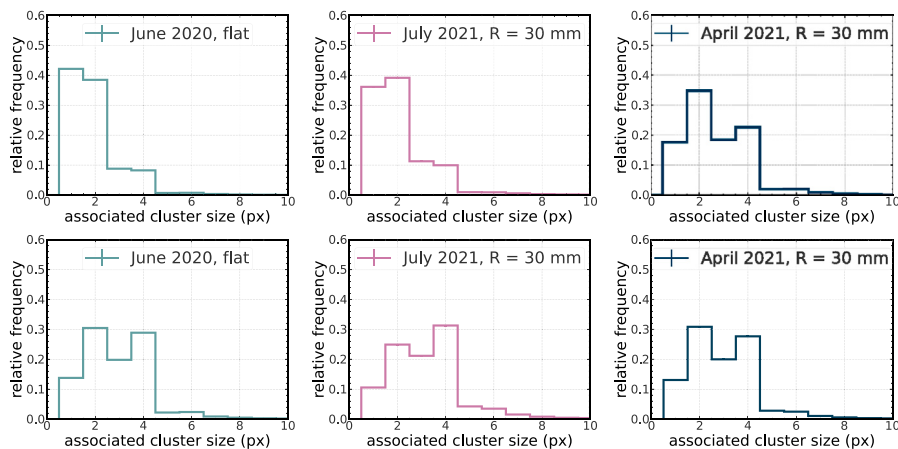 0.6
0.5
0.4
0.3
0.2
0.1
0.0
relative frequency
June 2020, flat
0 2 4 6 8 10
associated cluster size (px)
0.6
0.5
0.4
0.3
0.2
0.1
0.0
relative frequency
July 2021, R = 30 mm
0 2 4 6 8 10
associated cluster size (px)
0.6
0.5
0.4
0.3
0.2
0.1
0.0
relative frequency
April 2021, R = 30 mm
0 2 4 6 8 10
associated cluster size (px)
0.6
0.5
0.4
0.3
0.2
0.1
0.0
relative frequency
June 2020, flat
0 2 4 6 8 10
associated cluster size (px)
0.6
0.5
0.4
0.3
0.2
0.1
0.0
relative frequency
July 2021, R = 30 mm
0 2 4 6 8 10
associated cluster size (px)
0.6
0.5
0.4
0.3
0.2
0.1
0.0
relative frequency
April 2021, R = 30 mm
0 2 4 6 8 10
associated cluster size (px)